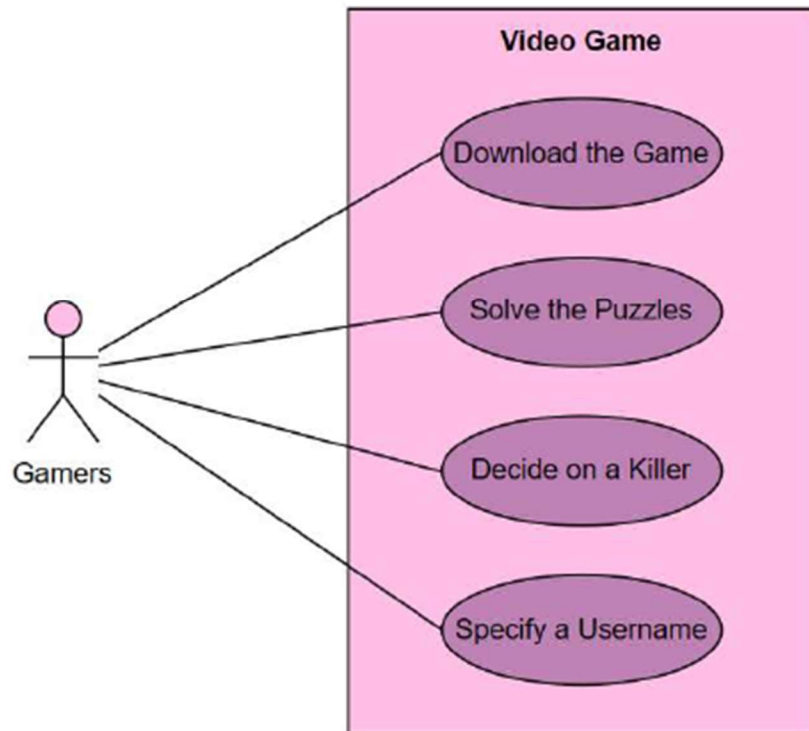 Video Game
Download the Game
Solve the Puzzles
Gamers
Decide on a Killer
Specify a Username